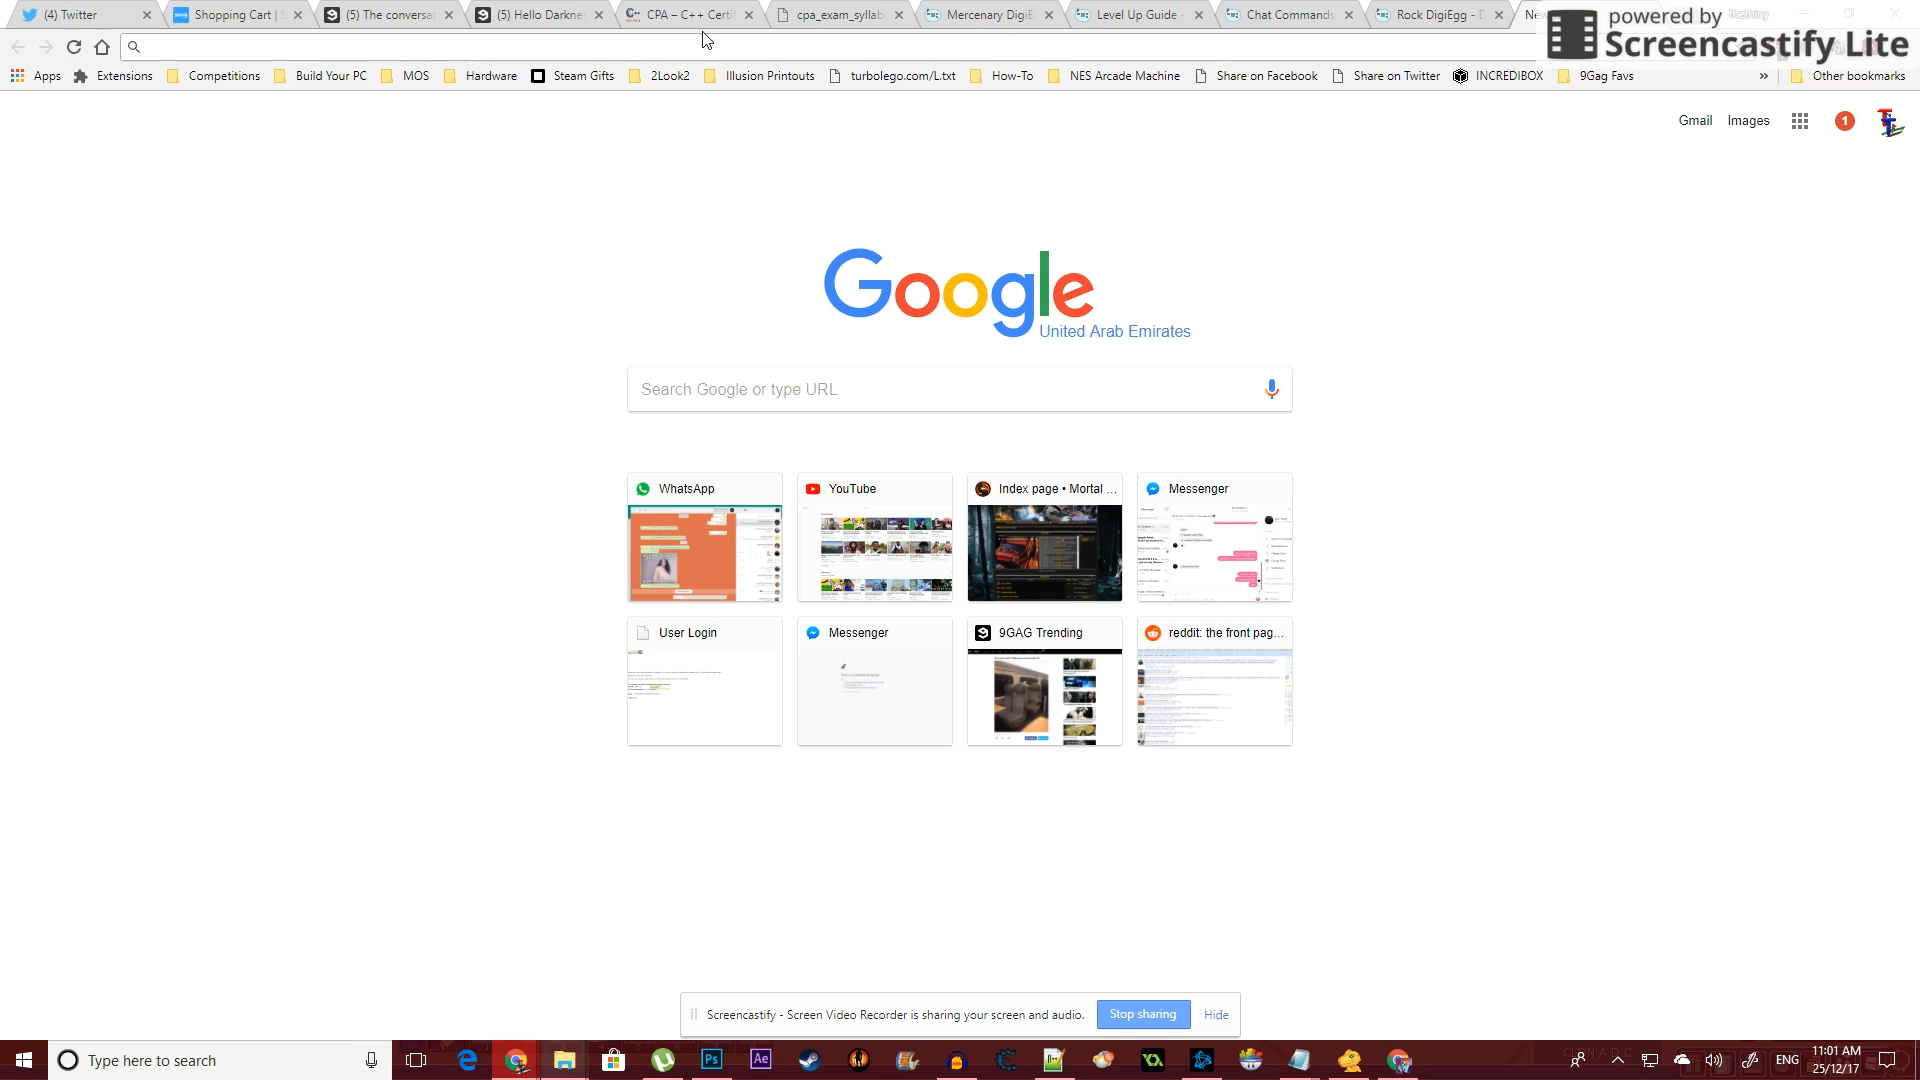 (4) Twitter
Shopping Cart | S
(5) The conversat
(5) Hello Darknes
CPA – C++ Certi
cpa_exam_syllab
Mercenary DigiE
Level Up Guide -
Chat Commands
Rock DigiEgg - D
thethiny
powered by
Screencastify Lite
Apps
Extensions
Competitions
Build Your PC
MOS
Hardware
Steam Gifts
2Look2
Illusion Printouts
turbolego.com/L.txt
How-To
NES Arcade Machine
Share on Facebook
Share on Twitter
INCREDIBOX
9Gag Favs
»
Other bookmarks
Gmail
Images
1
Google
United Arab Emirates
Search Google or type URL
WhatsApp
YouTube
Index page • Mortal ...
Messenger
User Login
Messenger
9GAG Trending
reddit: the front pag...
Screencastify - Screen Video Recorder is sharing your screen and audio.
Stop sharing
Hide
Type here to search
Ps
Ae
ENG
11:01 AM
25/12/17